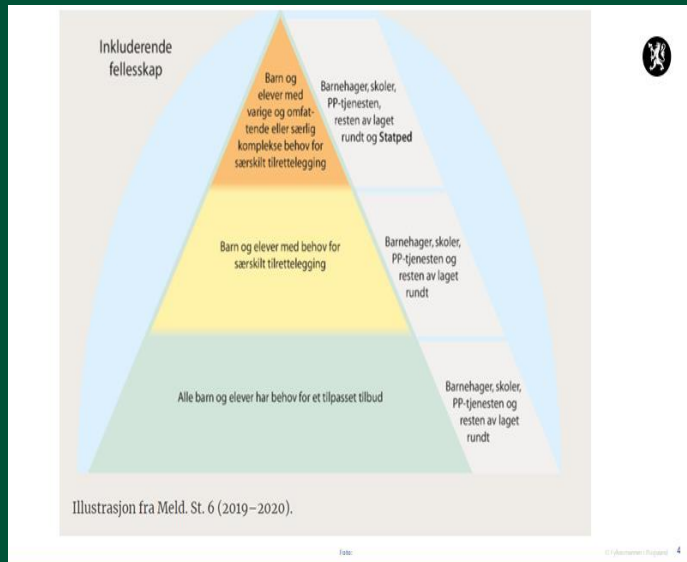 Inkluderende
fellesskap
Barn og
elever med
varige og omfat-
tende eller særlig
komplekse behov for
særskilt tilrettelegging
Barnehager, skoler,
PP-tjenesten,
resten av laget
rundt og Statped
Barn og elever med behov for
særskilt tilrettelegging
Barnehager, skoler,
PP-tjenesten og
resten av laget
rundt
Alle barn og elever har behov for et tilpasset tilbud
Barnehager, skoler,
PP-tjenesten og
resten av laget
rundt
Illustrasjon fra Meld. St. 6 (2019–2020).
4